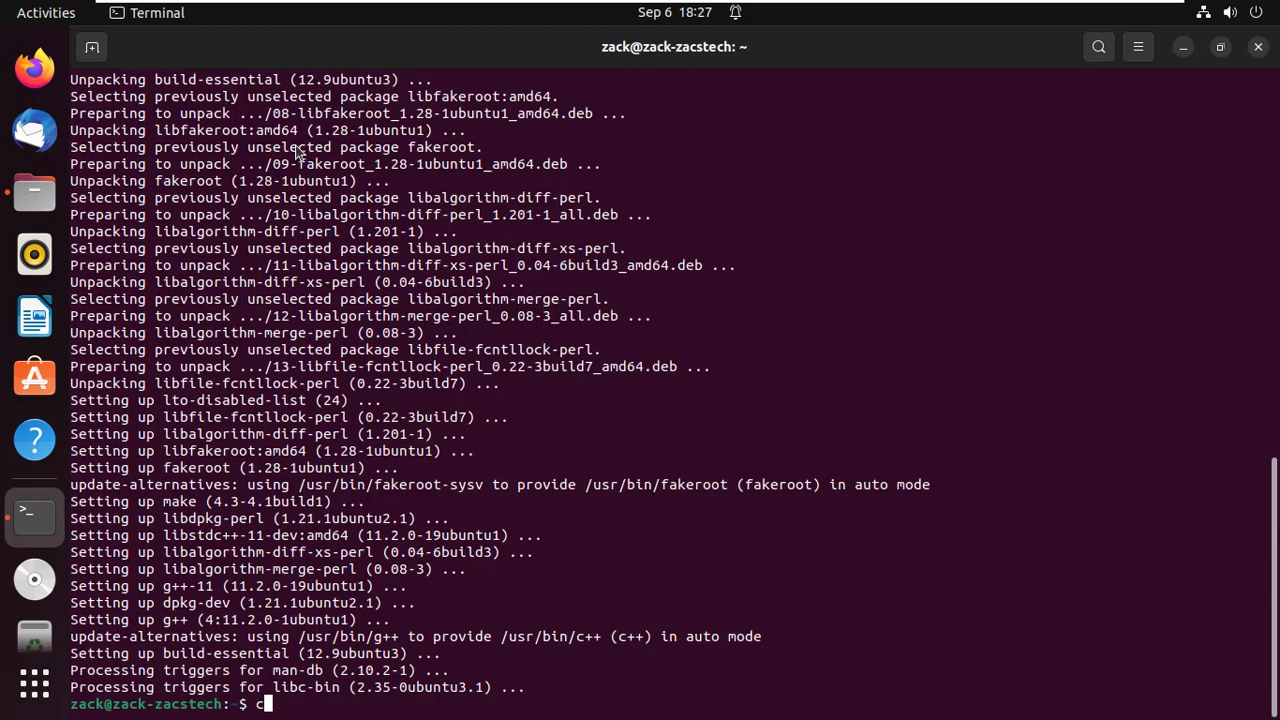 Activities Terminal Sep 6 18:27
zack@zack-zacstech: ~
Unpacking build-essential (12.9ubuntu3) ...
Selecting previously unselected package libfakeroot:amd64.
Preparing to unpack .../08-libfakeroot_1.28-1ubuntu1_amd64.deb ...
Unpacking libfakeroot:amd64 (1.28-1ubuntu1) ...
Selecting previously unselected package fakeroot.
Preparing to unpack .../09-fakeroot_1.28-1ubuntu1_amd64.deb ...
Unpacking fakeroot (1.28-1ubuntu1) ...
Selecting previously unselected package libalgorithm-diff-perl.
Preparing to unpack .../10-libalgorithm-diff-perl_1.201-1_all.deb ...
Unpacking libalgorithm-diff-perl (1.201-1) ...
Selecting previously unselected package libalgorithm-diff-xs-perl.
Preparing to unpack .../11-libalgorithm-diff-xs-perl_0.04-6build3_amd64.deb ...
Unpacking libalgorithm-diff-xs-perl (0.04-6build3) ...
Selecting previously unselected package libalgorithm-merge-perl.
Preparing to unpack .../12-libalgorithm-merge-perl_0.08-3_all.deb ...
Unpacking libalgorithm-merge-perl (0.08-3) ...
Selecting previously unselected package libfile-fcntllock-perl.
Preparing to unpack .../13-libfile-fcntllock-perl_0.22-3build7_amd64.deb ...
Unpacking libfile-fcntllock-perl (0.22-3build7) ...
Setting up lto-disabled-list (24) ...
Setting up libfile-fcntllock-perl (0.22-3build7) ...
Setting up libalgorithm-diff-perl (1.201-1) ...
Setting up libfakeroot:amd64 (1.28-1ubuntu1) ...
Setting up fakeroot (1.28-1ubuntu1) ...
update-alternatives: using /usr/bin/fakeroot-sysv to provide /usr/bin/fakeroot (fakeroot) in auto mode
Setting up make (4.3-4.1build1) ...
Setting up libdpkg-perl (1.21.1ubuntu2.1) ...
Setting up libstdc++-11-dev:amd64 (11.2.0-19ubuntu1) ...
Setting up libalgorithm-diff-xs-perl (0.04-6build3) ...
Setting up libalgorithm-merge-perl (0.08-3) ...
Setting up g++-11 (11.2.0-19ubuntu1) ...
Setting up dpkg-dev (1.21.1ubuntu2.1) ...
Setting up g++ (4:11.2.0-1ubuntu1) ...
update-alternatives: using /usr/bin/g++ to provide /usr/bin/c++ (c++) in auto mode
Setting up build-essential (12.9ubuntu3) ...
Processing triggers for man-db (2.10.2-1) ...
Processing triggers for libc-bin (2.35-0ubuntu3.1) ...
zack@zack-zacstech:~$ c